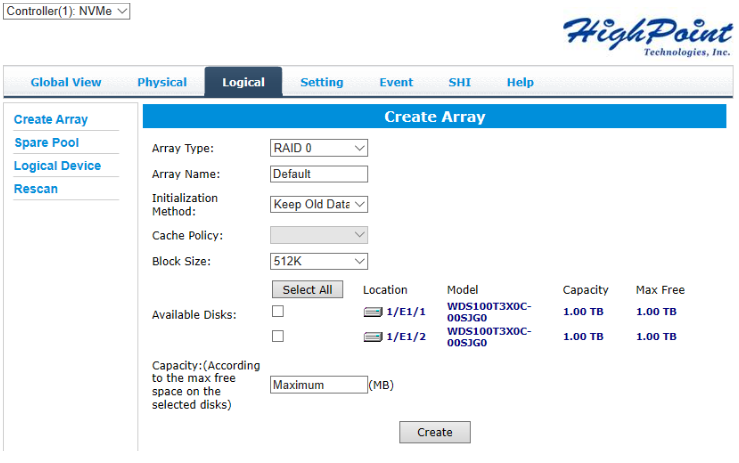 Controller(1): NVMe
HighPoint
Technologies, Inc.
Global View Physical Logical Setting Event SHI Help
Create Array
Spare Pool
Logical Device
Rescan
Create Array
Array Type: RAID 0
Array Name: Default
Initialization
Method: Keep Old Data
Cache Policy:
Block Size: 512K
Select All Location Model Capacity Max Free
Available Disks:
1/E1/1 WDS100T3X0C-
00SJG0 1.00 TB 1.00 TB
1/E1/2 WDS100T3X0C-
00SJG0 1.00 TB 1.00 TB
Capacity:(According
to the max free
space on the
selected disks) Maximum (MB)
Create